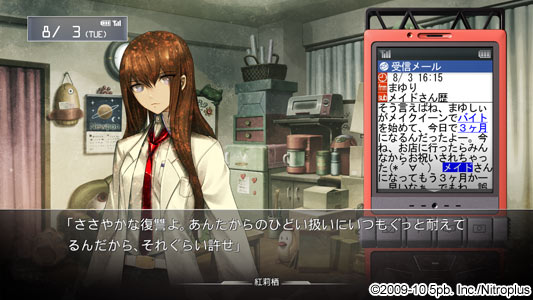 8/ 3 (TUE)
受信メール
8/ 3 16:15
まゆり
メイドさん歴
そう言えばね、まゆしぃ
がメイクイーンでバイト
を始めて、今日で３ヶ月
になるんだったよー。今
ね、お店に行ったらみん
なからお祝いされちゃっ
た(*´∀｀) メイドさん
になってもう３ヶ月かー
「ささやかな復讐よ。あんたからのひどい扱いにいつもぐっと耐えて
るんだから、それぐらい許せ」
紅莉栖
©2009-10 5pb. Inc./Nitroplus